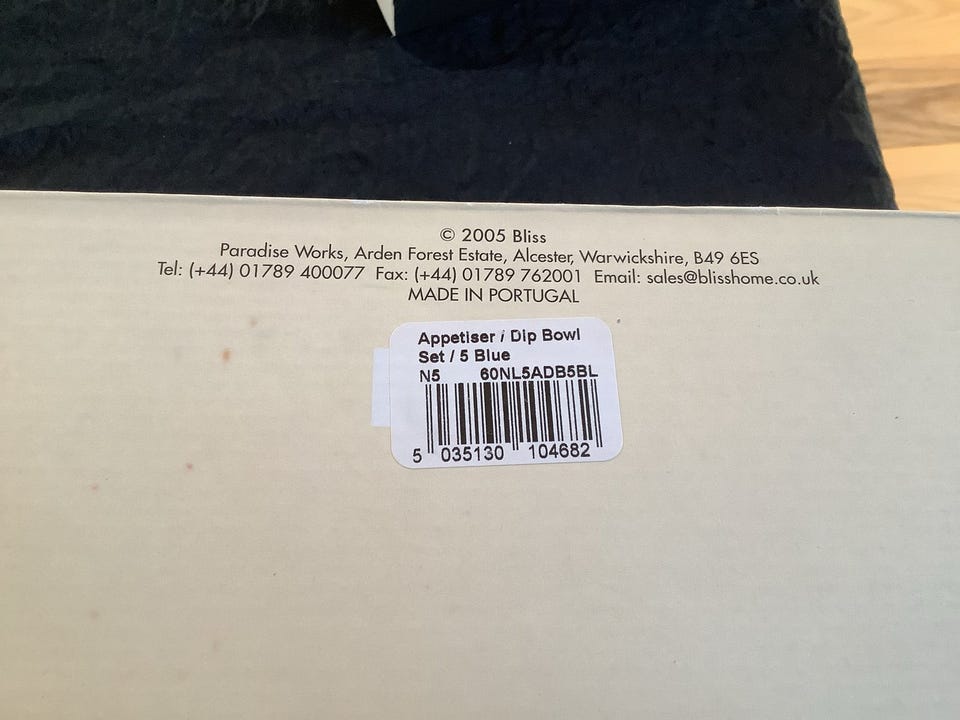 © 2005 Bliss
Paradise Works, Arden Forest Estate, Alcester, Warwickshire, B49 6ES
Tel: (+44) 01789 400077 Fax: (+44) 01789 762001 Email: sales@blisshome.co.uk
MADE IN PORTUGAL
Appetiser / Dip Bowl
Set / 5 Blue
N5 60NL5ADB5BL
5 035130 104682